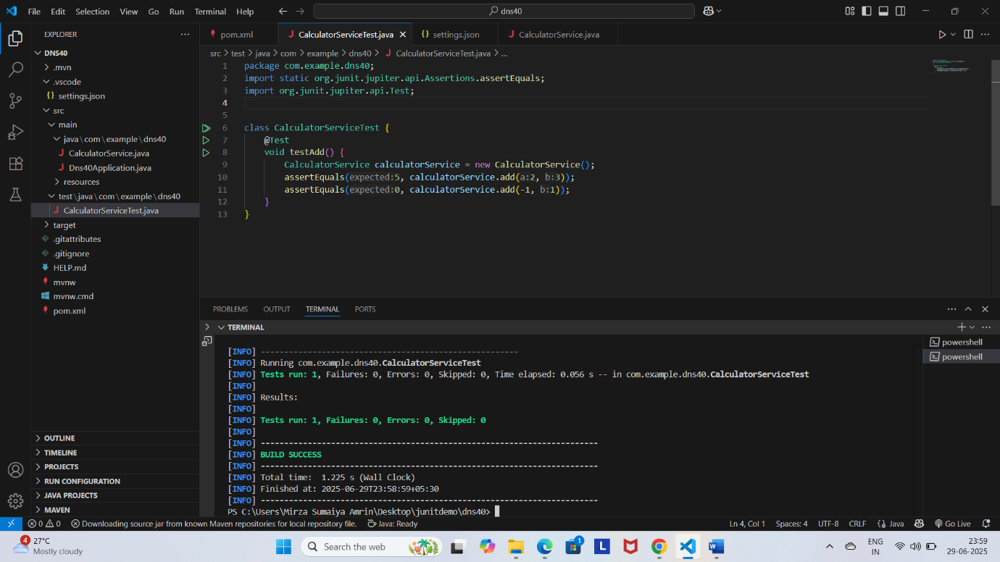 File Edit Selection View Go Run Terminal Help
dns40
EXPLORER
pom.xml
CalculatorServiceTest.java
settings.json
CalculatorService.java
src > test > java > com > example > dns40 > CalculatorServiceTest.java > ...
DNS40
.mvn
.vscode
settings.json
src
main
java\com\example\dns40
CalculatorService.java
Dns40Application.java
resources
test\java\com\example\dns40
CalculatorServiceTest.java
target
.gitattributes
.gitignore
HELP.md
mvnw
mvnw.cmd
pom.xml
OUTLINE
TIMELINE
PROJECTS
RUN CONFIGURATION
JAVA PROJECTS
MAVEN
1 package com.example.dns40;
2 import static org.junit.jupiter.api.Assertions.assertEquals;
3 import org.junit.jupiter.api.Test;
4
5
6 class CalculatorServiceTest {
7 @Test
8 void testAdd() {
9 CalculatorService calculatorService = new CalculatorService();
10 assertEquals(expected:5, calculatorService.add(a:2, b:3));
11 assertEquals(expected:0, calculatorService.add(-1, b:1));
12 }
13 }
PROBLEMS OUTPUT TERMINAL PORTS
TERMINAL
powershell
powershell
[INFO] -------------------------------------------------------
[INFO] Running com.example.dns40.CalculatorServiceTest
[INFO] Tests run: 1, Failures: 0, Errors: 0, Skipped: 0, Time elapsed: 0.056 s -- in com.example.dns40.CalculatorServiceTest
[INFO]
[INFO] Results:
[INFO]
[INFO] Tests run: 1, Failures: 0, Errors: 0, Skipped: 0
[INFO]
[INFO] ------------------------------------------------------------------------
[INFO] BUILD SUCCESS
[INFO] ------------------------------------------------------------------------
[INFO] Total time:  1.225 s (Wall Clock)
[INFO] Finished at: 2025-06-29T23:58:59+05:30
[INFO] ------------------------------------------------------------------------
PS C:\Users\Mirza Sumaiya Amrin\Desktop\junitdemo\dns40>
0 0 Downloading source jar from known Maven repositories for local repository file. Java: Ready Ln 4, Col 1 Spaces: 4 UTF-8 CRLF {} Java Go Live
4 27°C
Mostly cloudy
Search the web
1
L
W
ENG
IN
23:59
29-06-2025